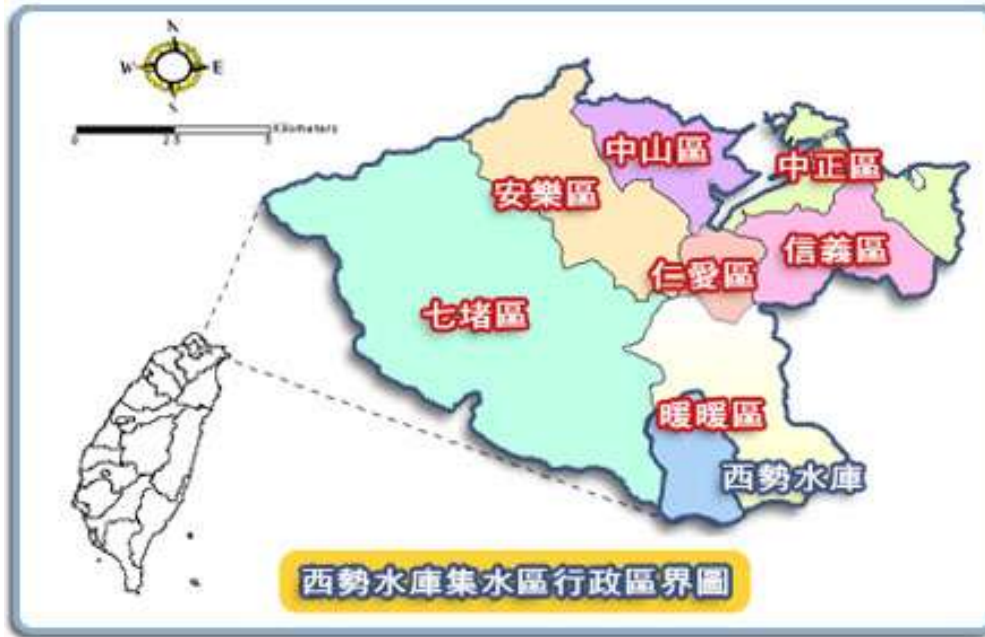 N
W E
S
Kilometers
0 2.5 5
中山區
中正區
安樂區
信義區
仁愛區
七堵區
暖暖區
西勢水庫
西勢水庫集水區行政區界圖